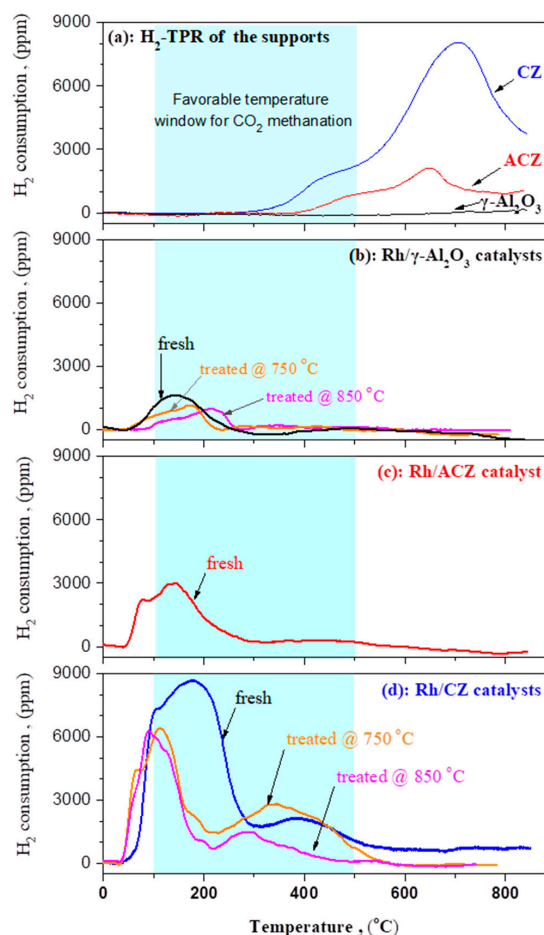 (a): H₂-TPR of the supports
Favorable temperature
window for CO₂ methanation
CZ
ACZ
γ-Al₂O₃
H₂ consumption , (ppm)
9000
6000
3000
0
(b): Rh/γ-Al₂O₃ catalysts
fresh
treated @ 750 °C
treated @ 850 °C
H₂ consumption , (ppm)
9000
6000
3000
0
(c): Rh/ACZ catalyst
fresh
H₂ consumption , (ppm)
9000
6000
3000
0
(d): Rh/CZ catalysts
fresh
treated @ 750 °C
treated @ 850 °C
H₂ consumption , (ppm)
9000
6000
3000
0
0 200 400 600 800
Temperature , (°C)